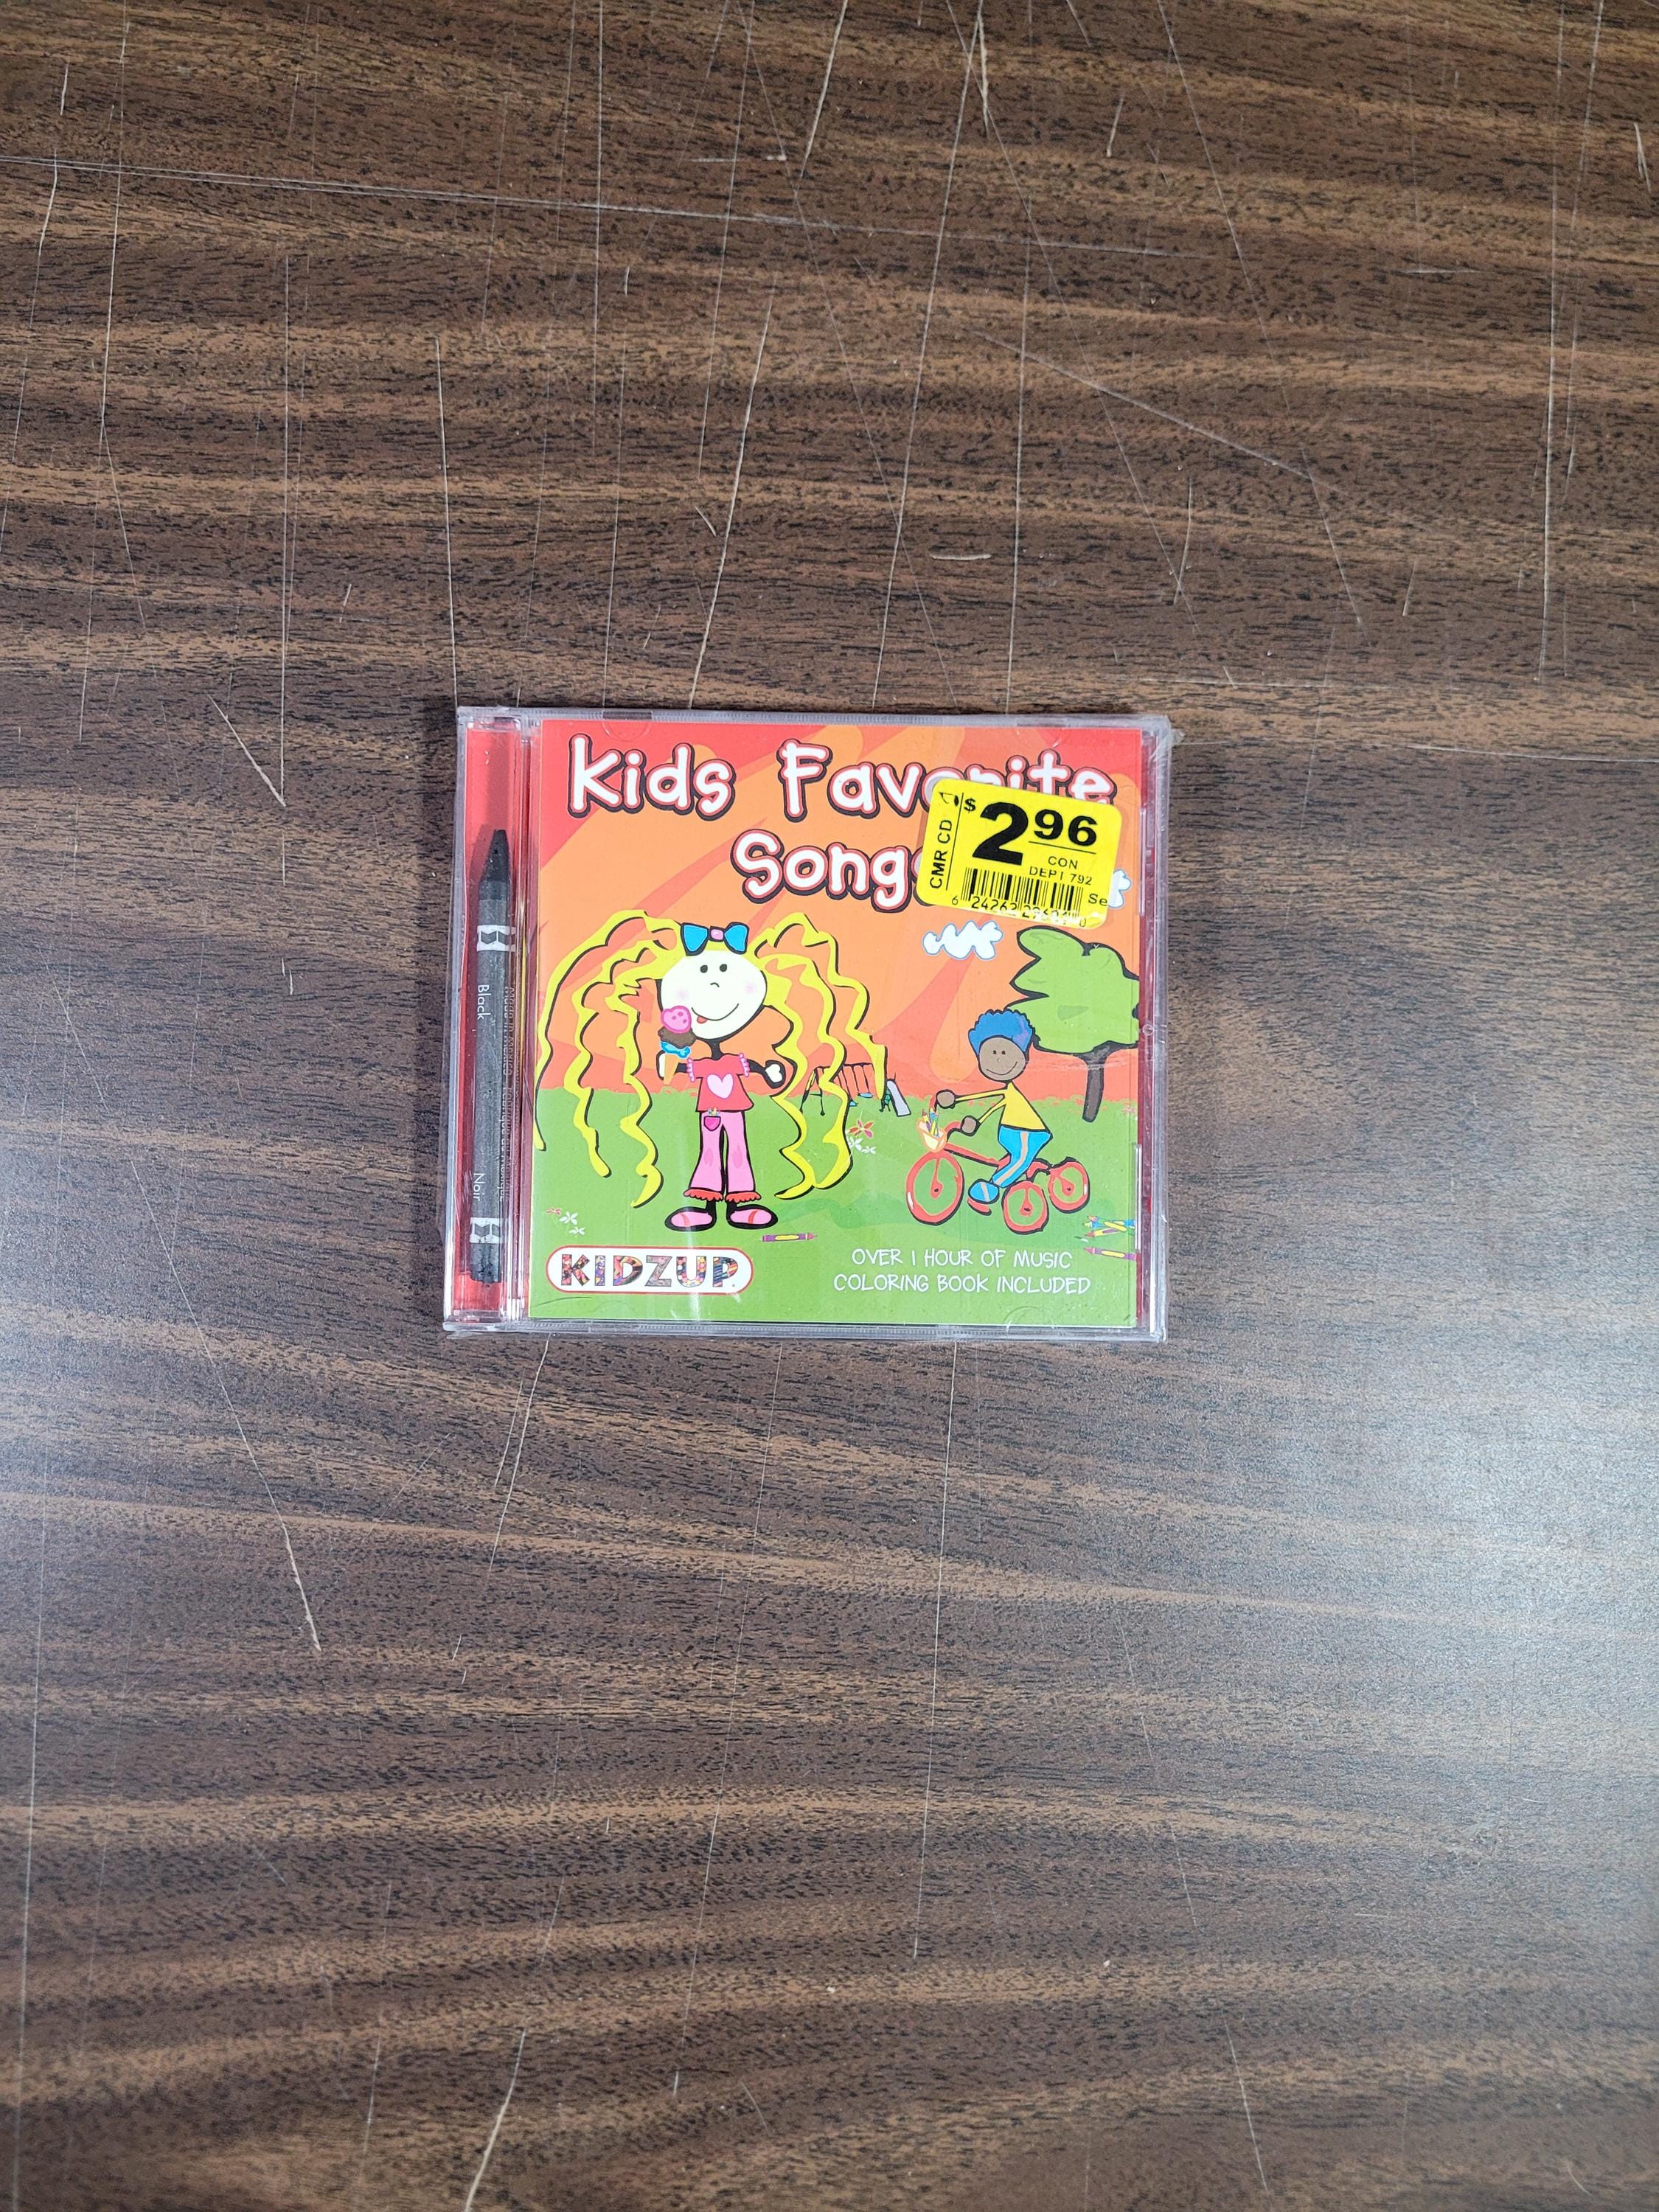 Kids Favorite
Songs
$2.96
CMR CD
CON
DEPT 792
Se
Black
Noir
KIDZUP
OVER 1 HOUR OF MUSIC
COLORING BOOK INCLUDED